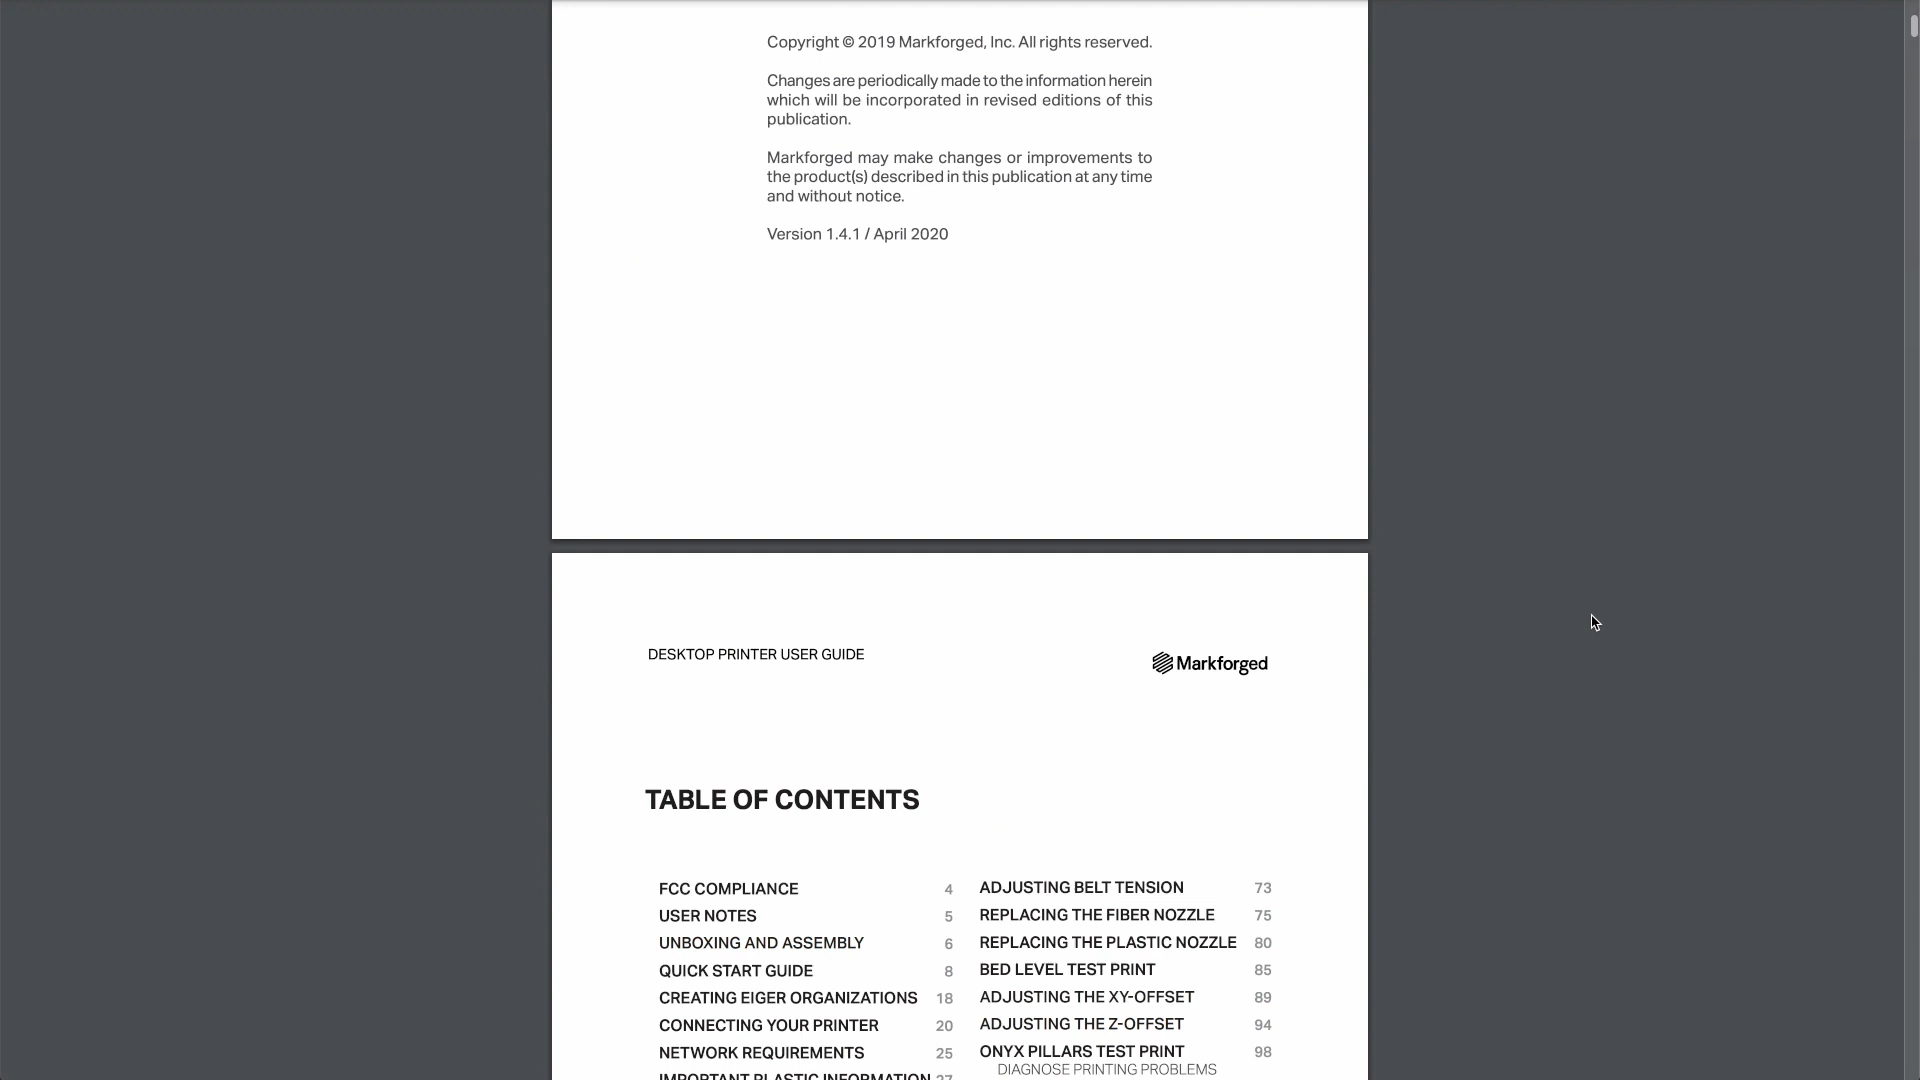 Copyright © 2019 Markforged, Inc. All rights reserved.
Changes are periodically made to the information herein
which will be incorporated in revised editions of this
publication.
Markforged may make changes or improvements to
the product(s) described in this publication at any time
and without notice.
Version 1.4.1 / April 2020
DESKTOP PRINTER USER GUIDE
Markforged
TABLE OF CONTENTS
FCC COMPLIANCE 4
USER NOTES 5
UNBOXING AND ASSEMBLY 6
QUICK START GUIDE 8
CREATING EIGER ORGANIZATIONS 18
CONNECTING YOUR PRINTER 20
NETWORK REQUIREMENTS 25
IMPORTANT PLASTIC INFORMATION 27
ADJUSTING BELT TENSION 73
REPLACING THE FIBER NOZZLE 75
REPLACING THE PLASTIC NOZZLE 80
BED LEVEL TEST PRINT 85
ADJUSTING THE XY-OFFSET 89
ADJUSTING THE Z-OFFSET 94
ONYX PILLARS TEST PRINT 98
DIAGNOSE PRINTING PROBLEMS